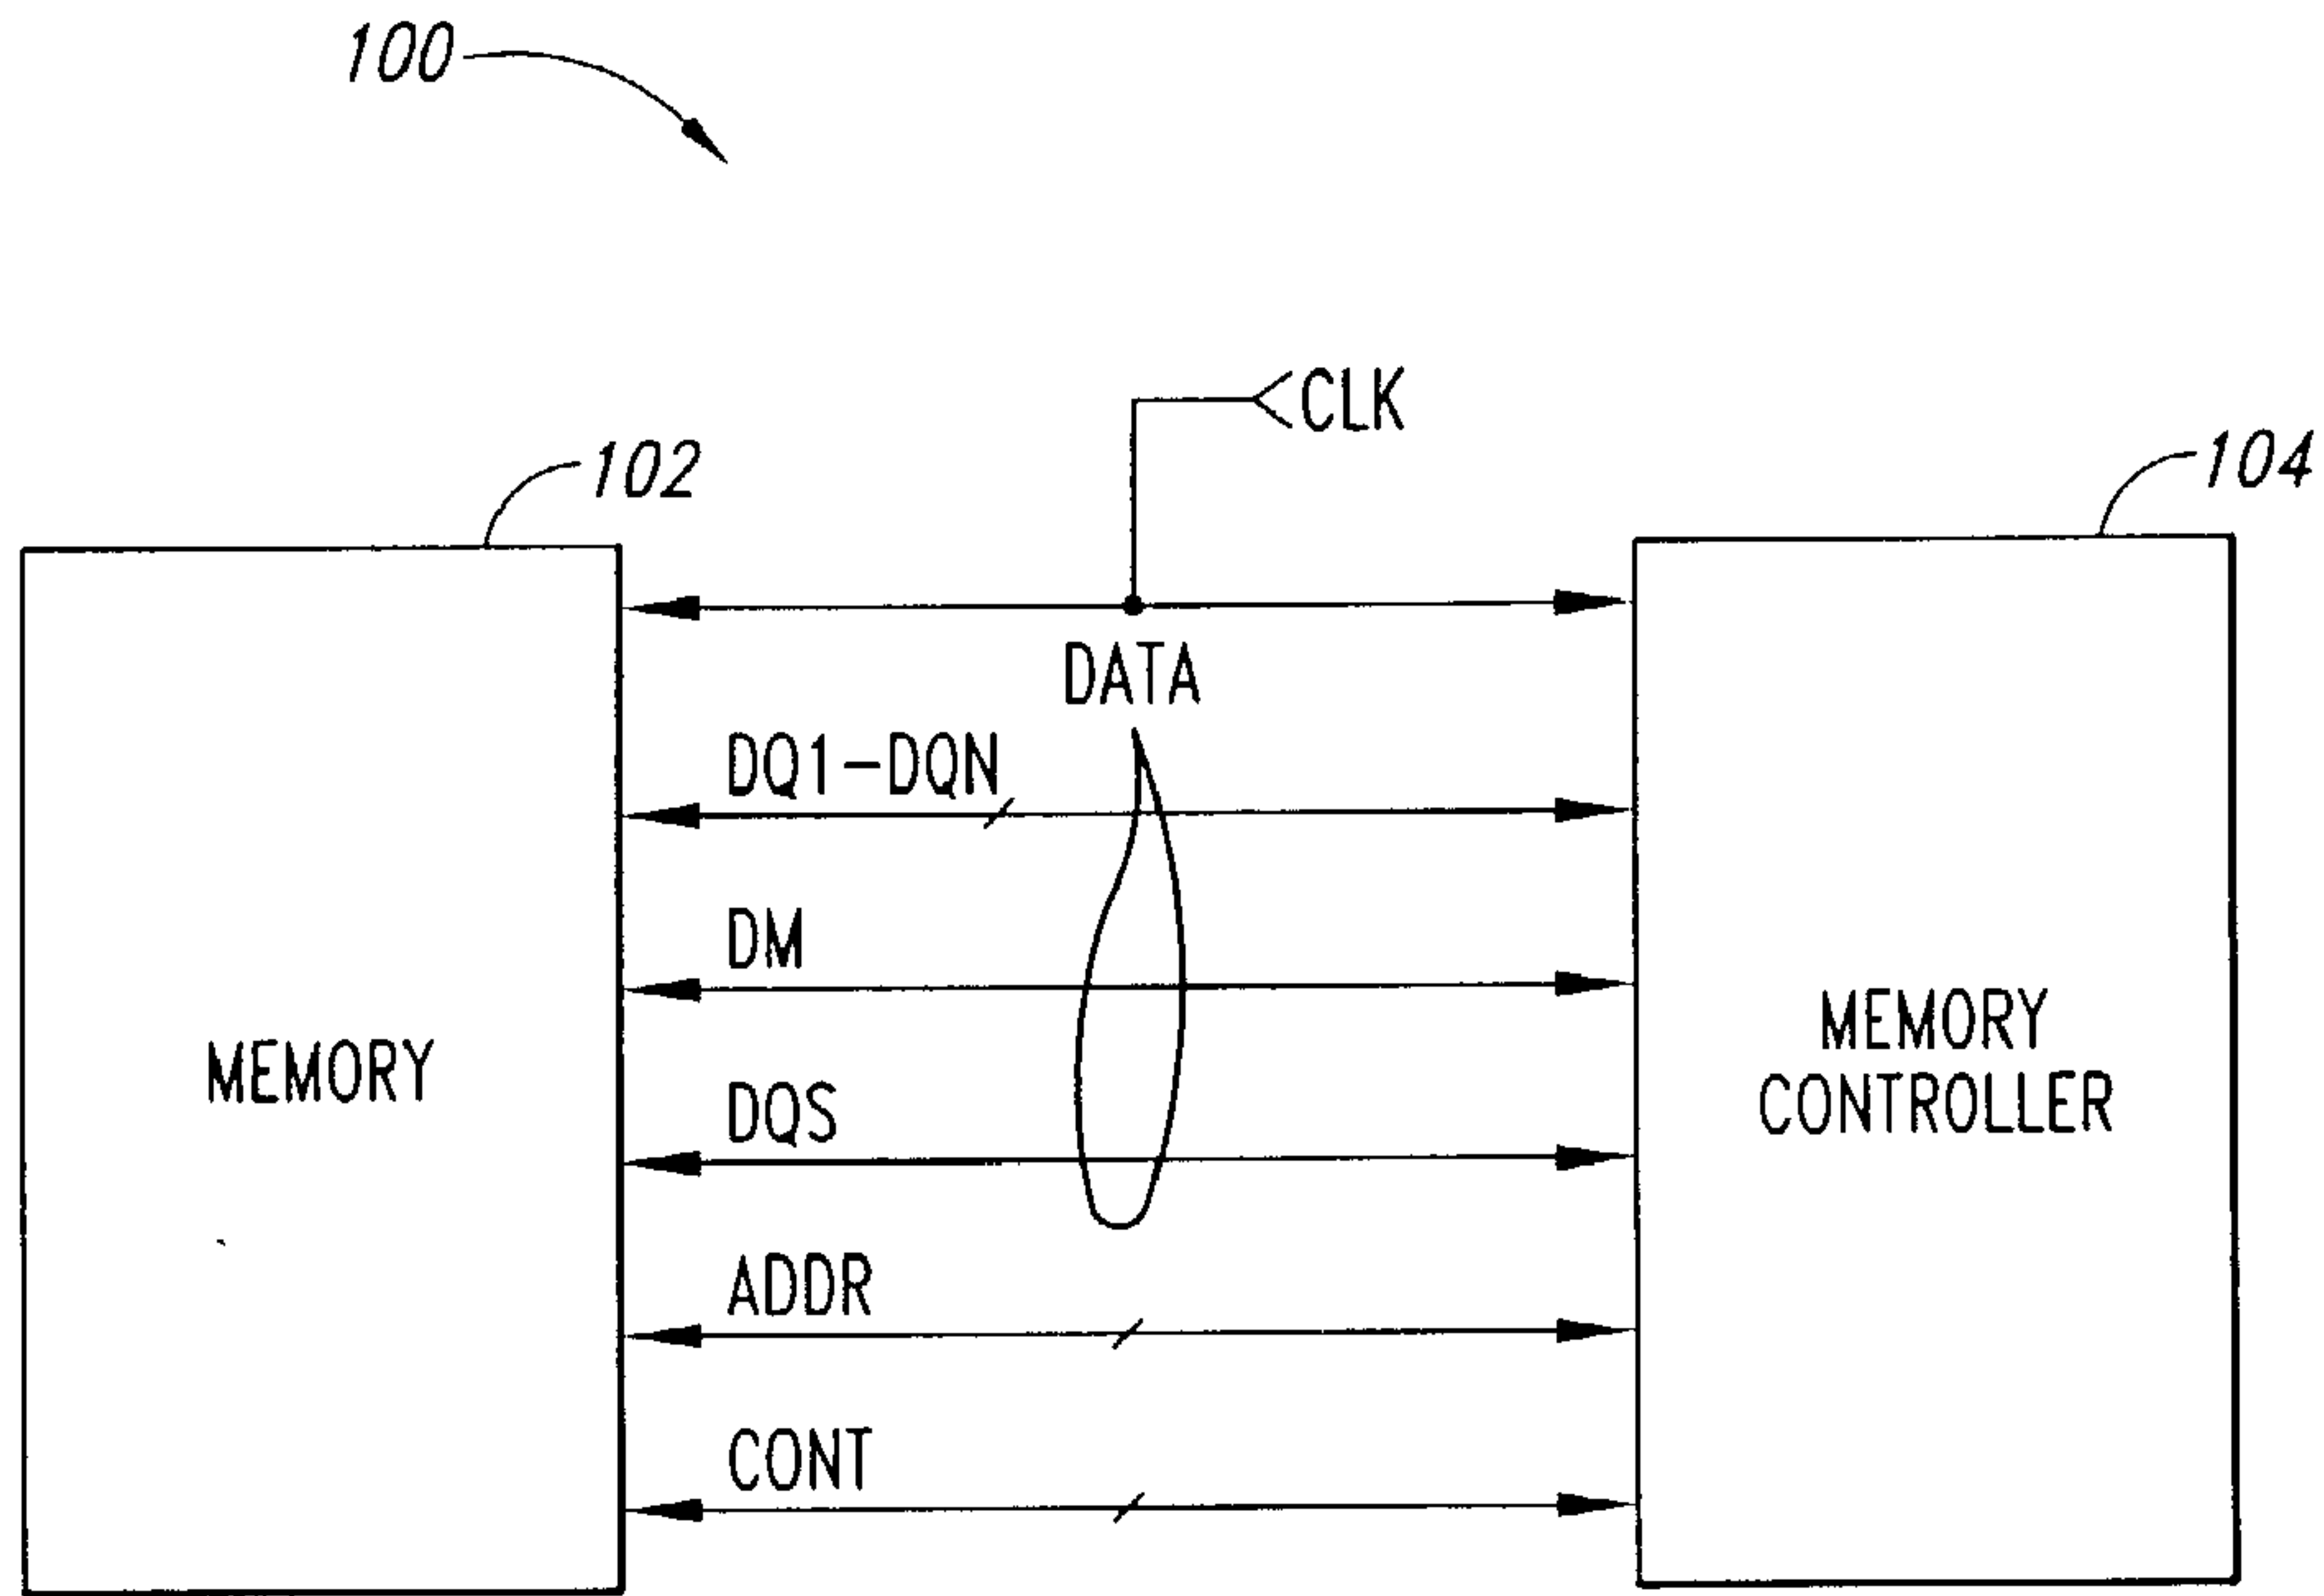 100
CLK
102
104
DATA
DQ1-DQN
DM
MEMORY
CONTROLLER
MEMORY
DQS
ADDR
CONT